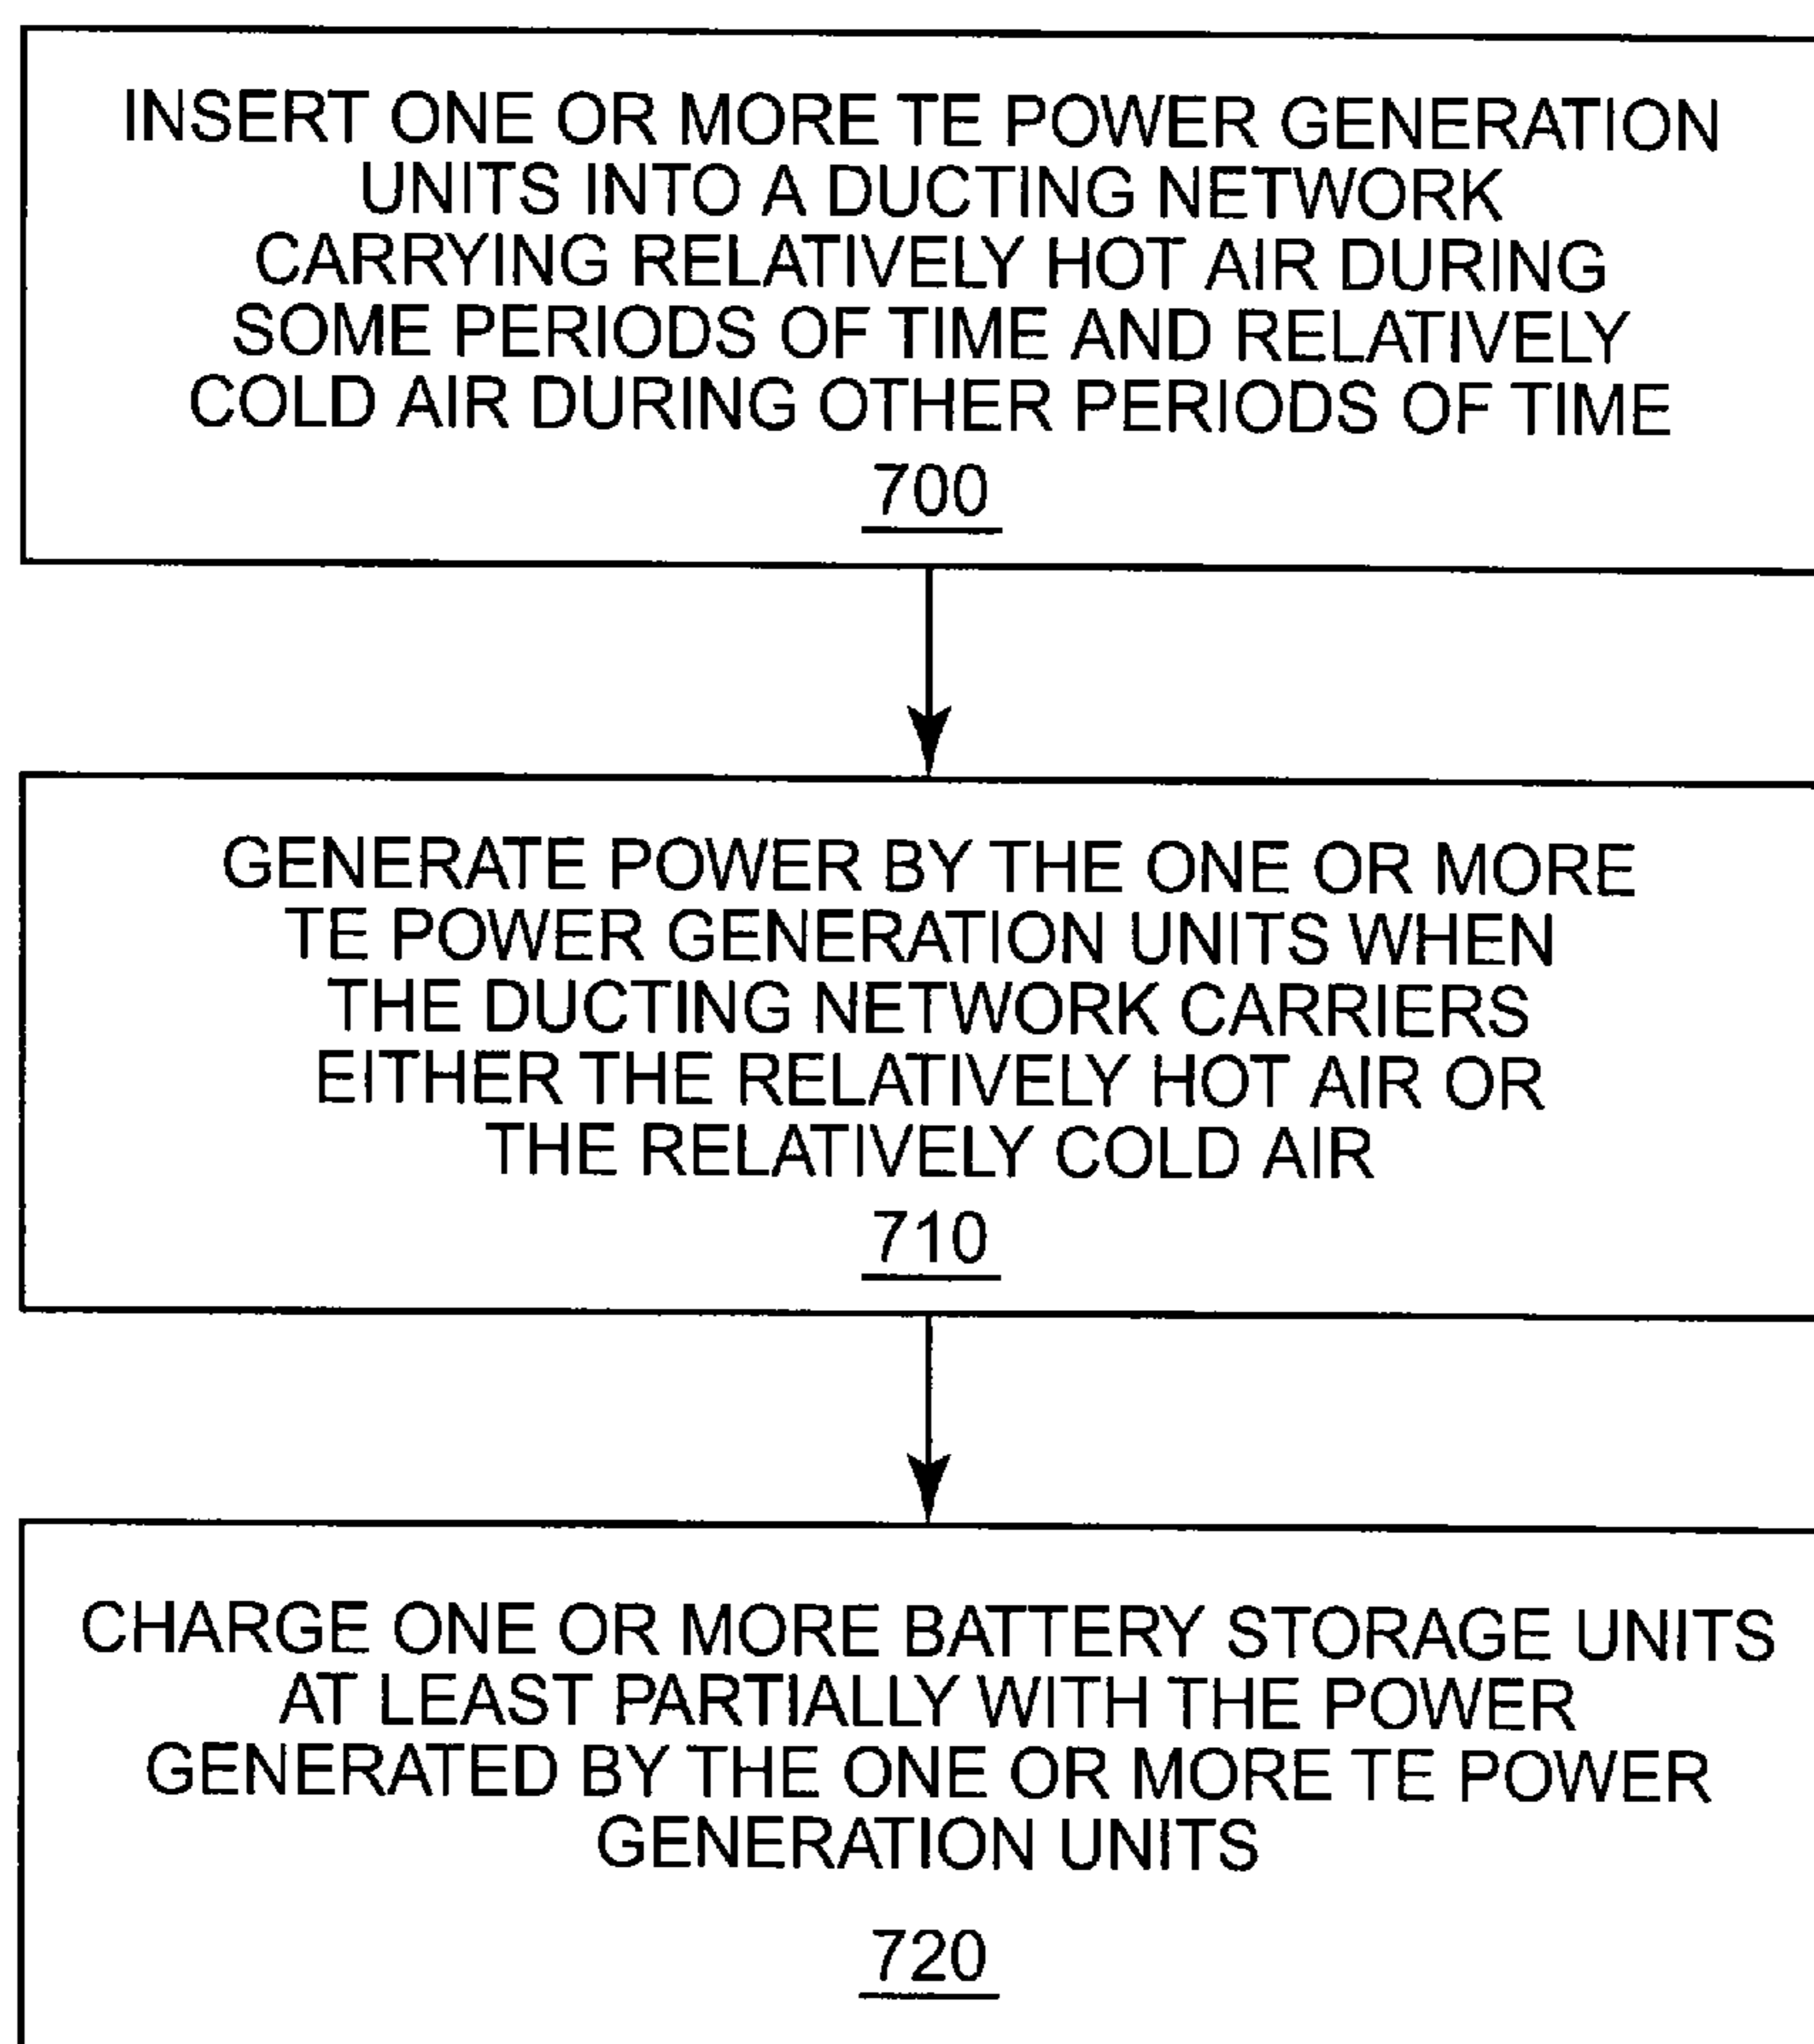 INSERT ONE OR MORE TE POWER GENERATION
UNITS INTO A DUCTING NETWORK
CARRYING RELATIVELY HOT AIR DURING
SOME PERIODS OF TIME AND RELATIVELY
COLD AIR DURING OTHER PERIODS OF TIME
700
GENERATE POWER BY THE ONE OR MORE
TE POWER GENERATION UNITS WHEN
THE DUCTING NETWORK CARRIERS
EITHER THE RELATIVELY HOT AIR OR
THE RELATIVELY COLD AIR
710
CHARGE ONE OR MORE BATTERY STORAGE UNITS
AT LEAST PARTIALLY WITH THE POWER
GENERATED BY THE ONE OR MORE TE POWER
GENERATION UNITS
720